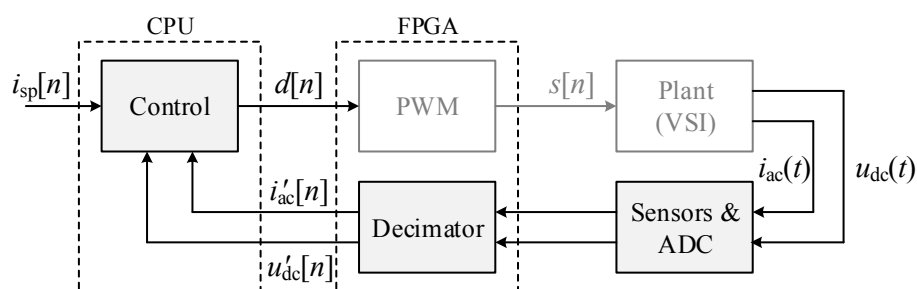 CPU
FPGA
i_sp[n]
Control
d[n]
PWM
s[n]
Plant
(VSI)
i_ac(t)
u_dc(t)
i′_ac[n]
u′_dc[n]
Decimator
Sensors &
ADC